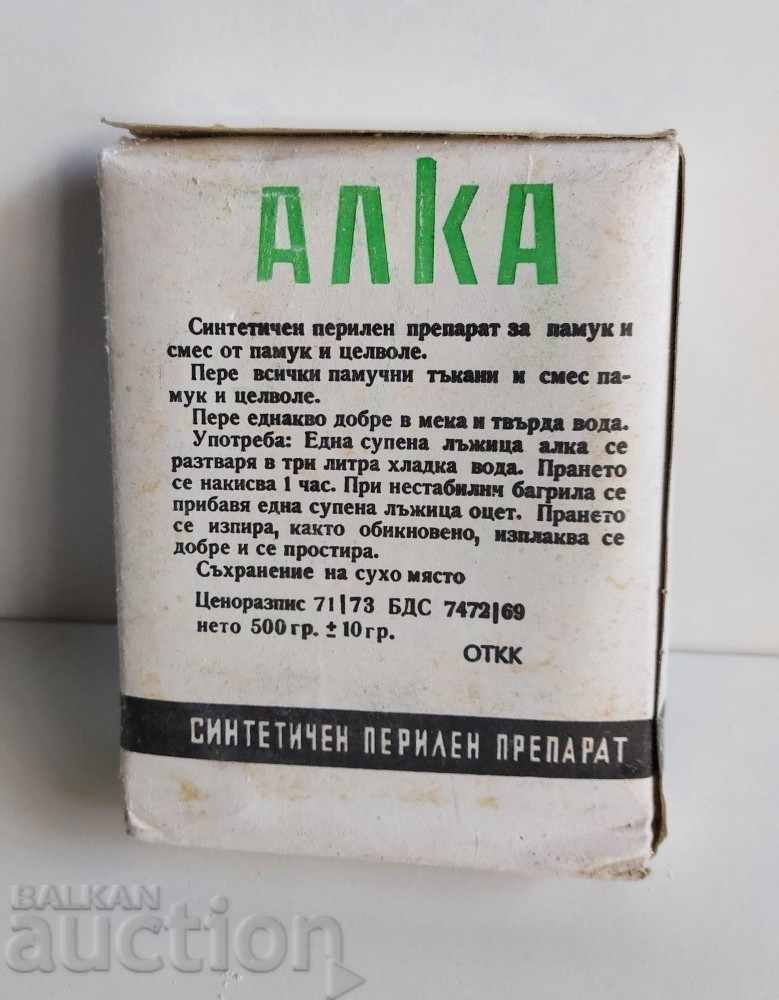 АЛКА
Синтетичен перилен препарат за памук и
смес от памук и целволе.
Пере всички памучни тъкани и смес па-
мук и целволе.
Пере еднакво добре в мека и твърда вода.
Употреба: Една супена лъжица алка се
разтваря в три литра хладка вода. Прането
се накисва 1 час. При нестабилнич багрила се
прибавя една супена лъжица оцет. Прането
се изпира, както обикновено, изплаква се
добре и се простира.
Съхранение на сухо място
Ценоразпис 71|73 БДС 7472|69
нето 500 гр. ± 10 гр.
ОТКК
СИНТЕТИЧЕН ПЕРИЛЕН ПРЕПАРАТ
BALKAN
auction